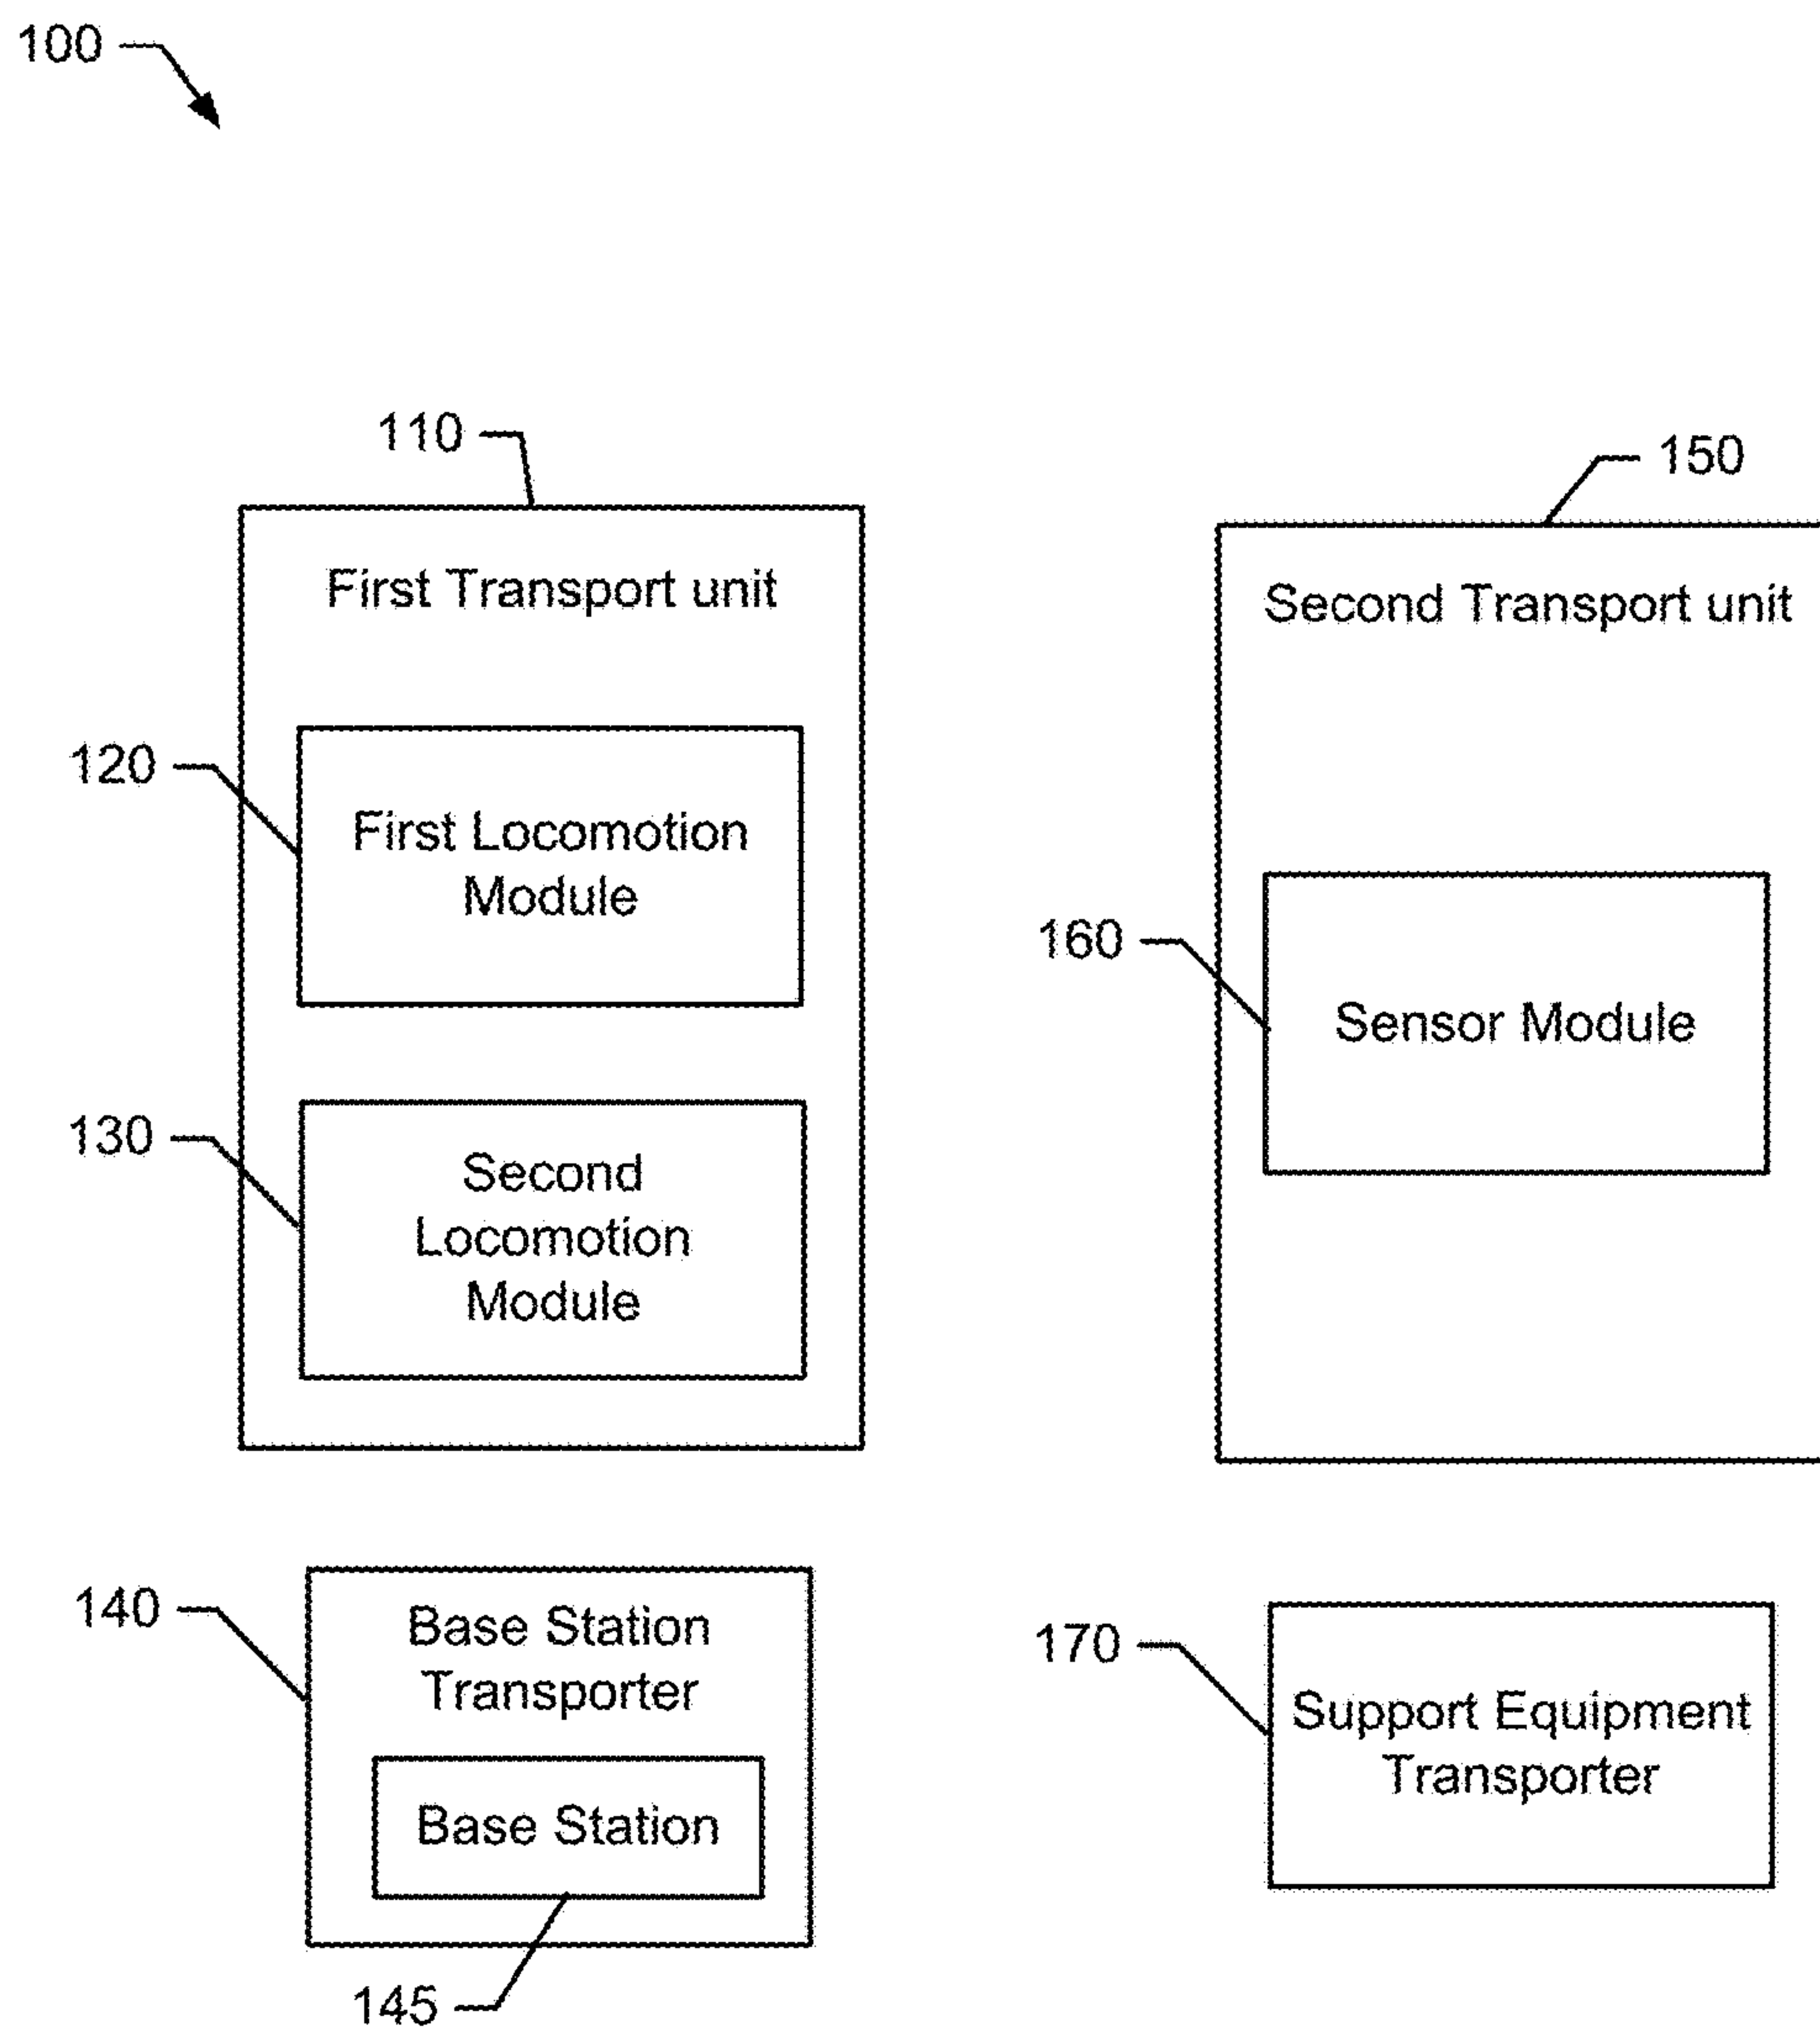 100
110
First Transport unit
120
First Locomotion
Module
130
Second
Locomotion
Module
140
Base Station
Transporter
Base Station
145
150
Second Transport unit
160
Sensor Module
170
Support Equipment
Transporter